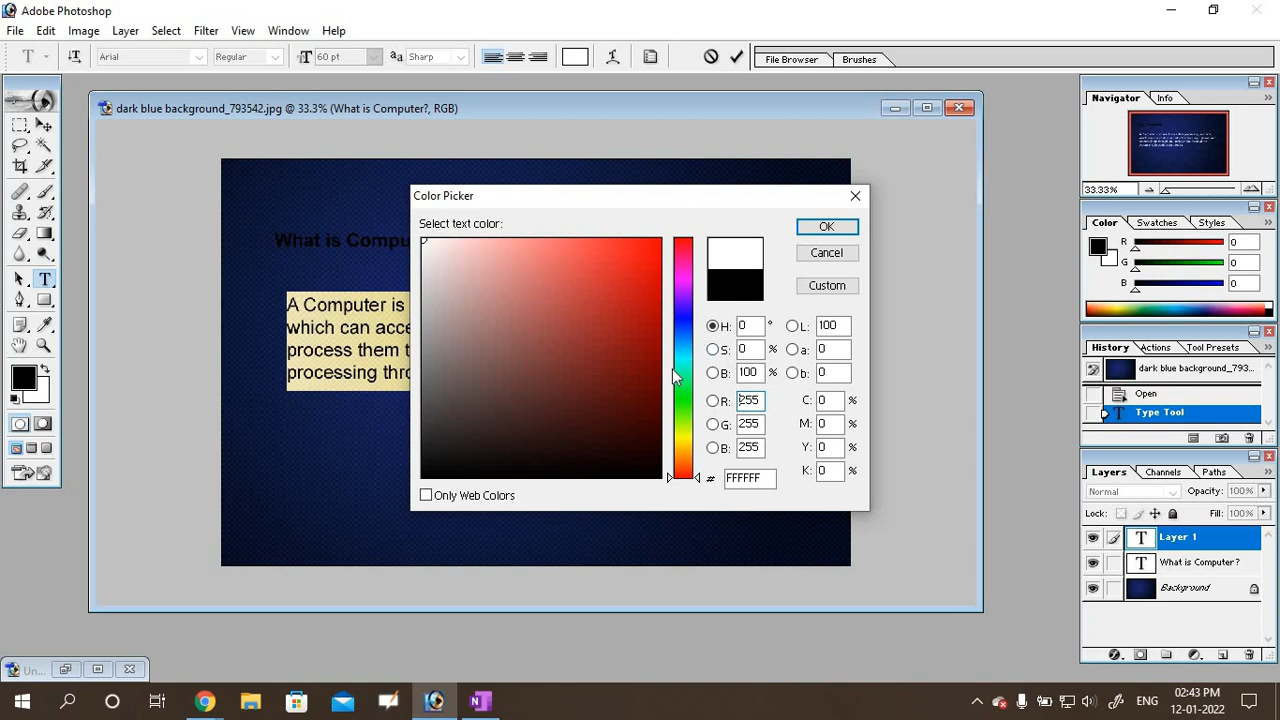 Adobe Photoshop
File Edit Image Layer Select Filter View Window Help
T Arial Regular 60 pt aa Sharp File Browser Brushes
dark blue background_793542.jpg @ 33.3% (What is Computer?, RGB)
What is Compu
A Computer is
which can acce
process them t
processing thro
Color Picker
Select text color:
OK
Cancel
Custom
H: 0 ° L: 100
S: 0 % a: 0
B: 100 % b: 0
R: 255 C: 0 %
G: 255 M: 0 %
B: 255 Y: 0 %
# FFFFFF K: 0 %
Only Web Colors
Navigator Info
33.33%
Color Swatches Styles
R 0
G 0
B 0
History Actions Tool Presets
dark blue background_793...
Open
Type Tool
Layers Channels Paths
Normal Opacity: 100%
Lock: Fill: 100%
T Layer 1
T What is Computer?
Background
Un...
ENG 02:43 PM
12-01-2022